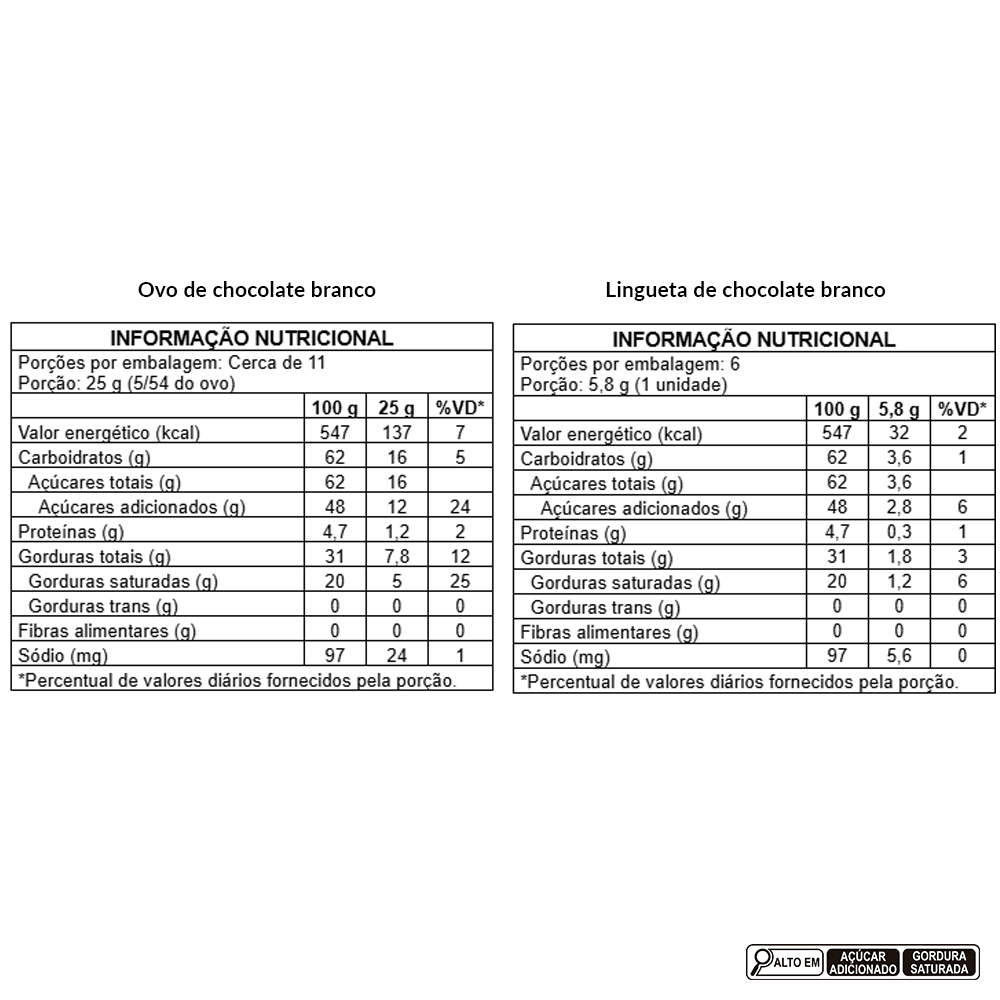 Ovo de chocolate branco
INFORMAÇÃO NUTRICIONAL
Porções por embalagem: Cerca de 11
Porção: 25 g (5/54 do ovo)
100 g 25 g %VD*
Valor energético (kcal) 547 137 7
Carboidratos (g) 62 16 5
Açúcares totais (g) 62 16
Açúcares adicionados (g) 48 12 24
Proteínas (g) 4,7 1,2 2
Gorduras totais (g) 31 7,8 12
Gorduras saturadas (g) 20 5 25
Gorduras trans (g) 0 0 0
Fibras alimentares (g) 0 0 0
Sódio (mg) 97 24 1
*Percentual de valores diários fornecidos pela porção.
Lingueta de chocolate branco
INFORMAÇÃO NUTRICIONAL
Porções por embalagem: 6
Porção: 5,8 g (1 unidade)
100 g 5,8 g %VD*
Valor energético (kcal) 547 32 2
Carboidratos (g) 62 3,6 1
Açúcares totais (g) 62 3,6
Açúcares adicionados (g) 48 2,8 6
Proteínas (g) 4,7 0,3 1
Gorduras totais (g) 31 1,8 3
Gorduras saturadas (g) 20 1,2 6
Gorduras trans (g) 0 0 0
Fibras alimentares (g) 0 0 0
Sódio (mg) 97 5,6 0
*Percentual de valores diários fornecidos pela porção.
ALTO EM
AÇÚCAR
ADICIONADO
GORDURA
SATURADA